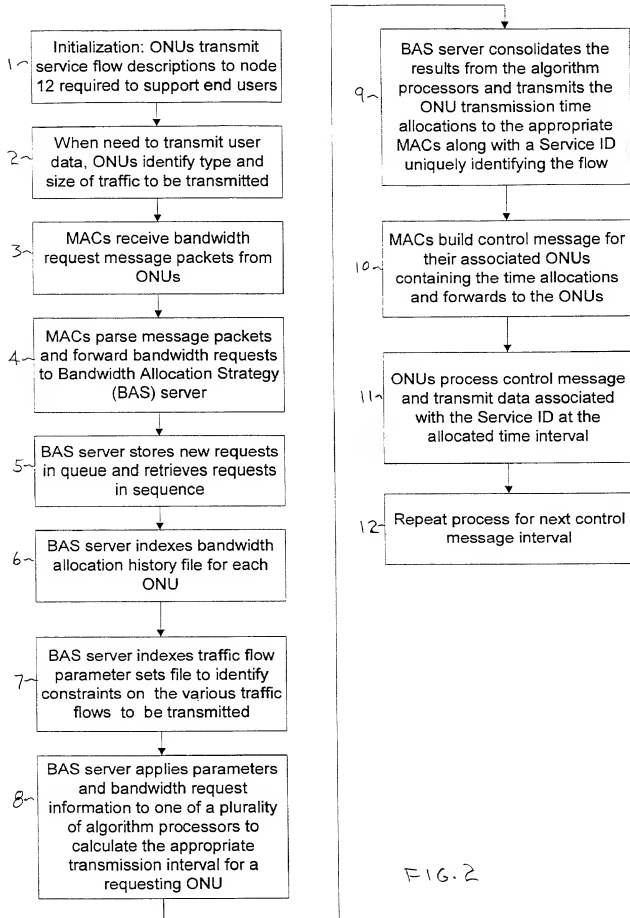 1
Initialization: ONUs transmit
service flow descriptions to node
12 required to support end users
2
When need to transmit user
data, ONUs identify type and
size of traffic to be transmitted
3
MACs receive bandwidth
request message packets from
ONUs
4
MACs parse message packets
and forward bandwidth requests
to Bandwidth Allocation Strategy
(BAS) server
5
BAS server stores new requests
in queue and retrieves requests
in sequence
6
BAS server indexes bandwidth
allocation history file for each
ONU
7
BAS server indexes traffic flow
parameter sets file to identify
constraints on the various traffic
flows to be transmitted
8
BAS server applies parameters
and bandwidth request
information to one of a plurality
of algorithm processors to
calculate the appropriate
transmission interval for a
requesting ONU
9
BAS server consolidates the
results from the algorithm
processors and transmits the
ONU transmission time
allocations to the appropriate
MACs along with a Service ID
uniquely identifying the flow
10
MACs build control message for
their associated ONUs
containing the time allocations
and forwards to the ONUs
11
ONUs process control message
and transmit data associated
with the Service ID at the
allocated time interval
12
Repeat process for next control
message interval
FIG. 2